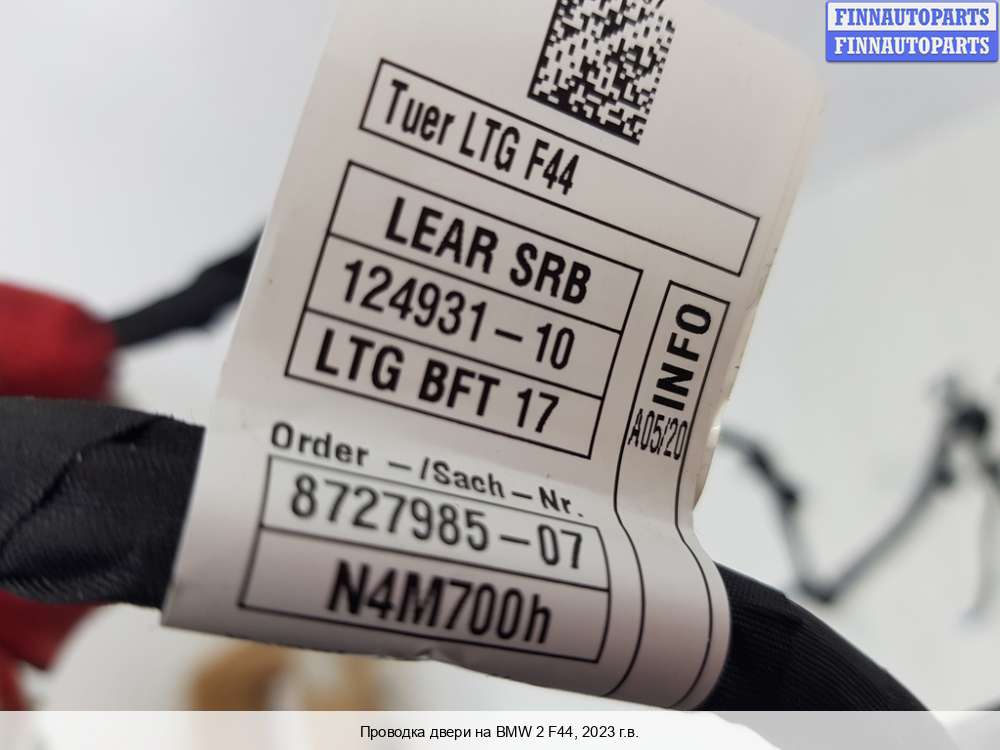 FINNAUTOPARTS
FINNAUTOPARTS
Tuer LTG F44
LEAR SRB
124931-10
LTG BFT 17
INFO
A05/20
Order -/Sach-Nr.
8727985-07
N4M700h
Проводка двери на BMW 2 F44, 2023 г.в.